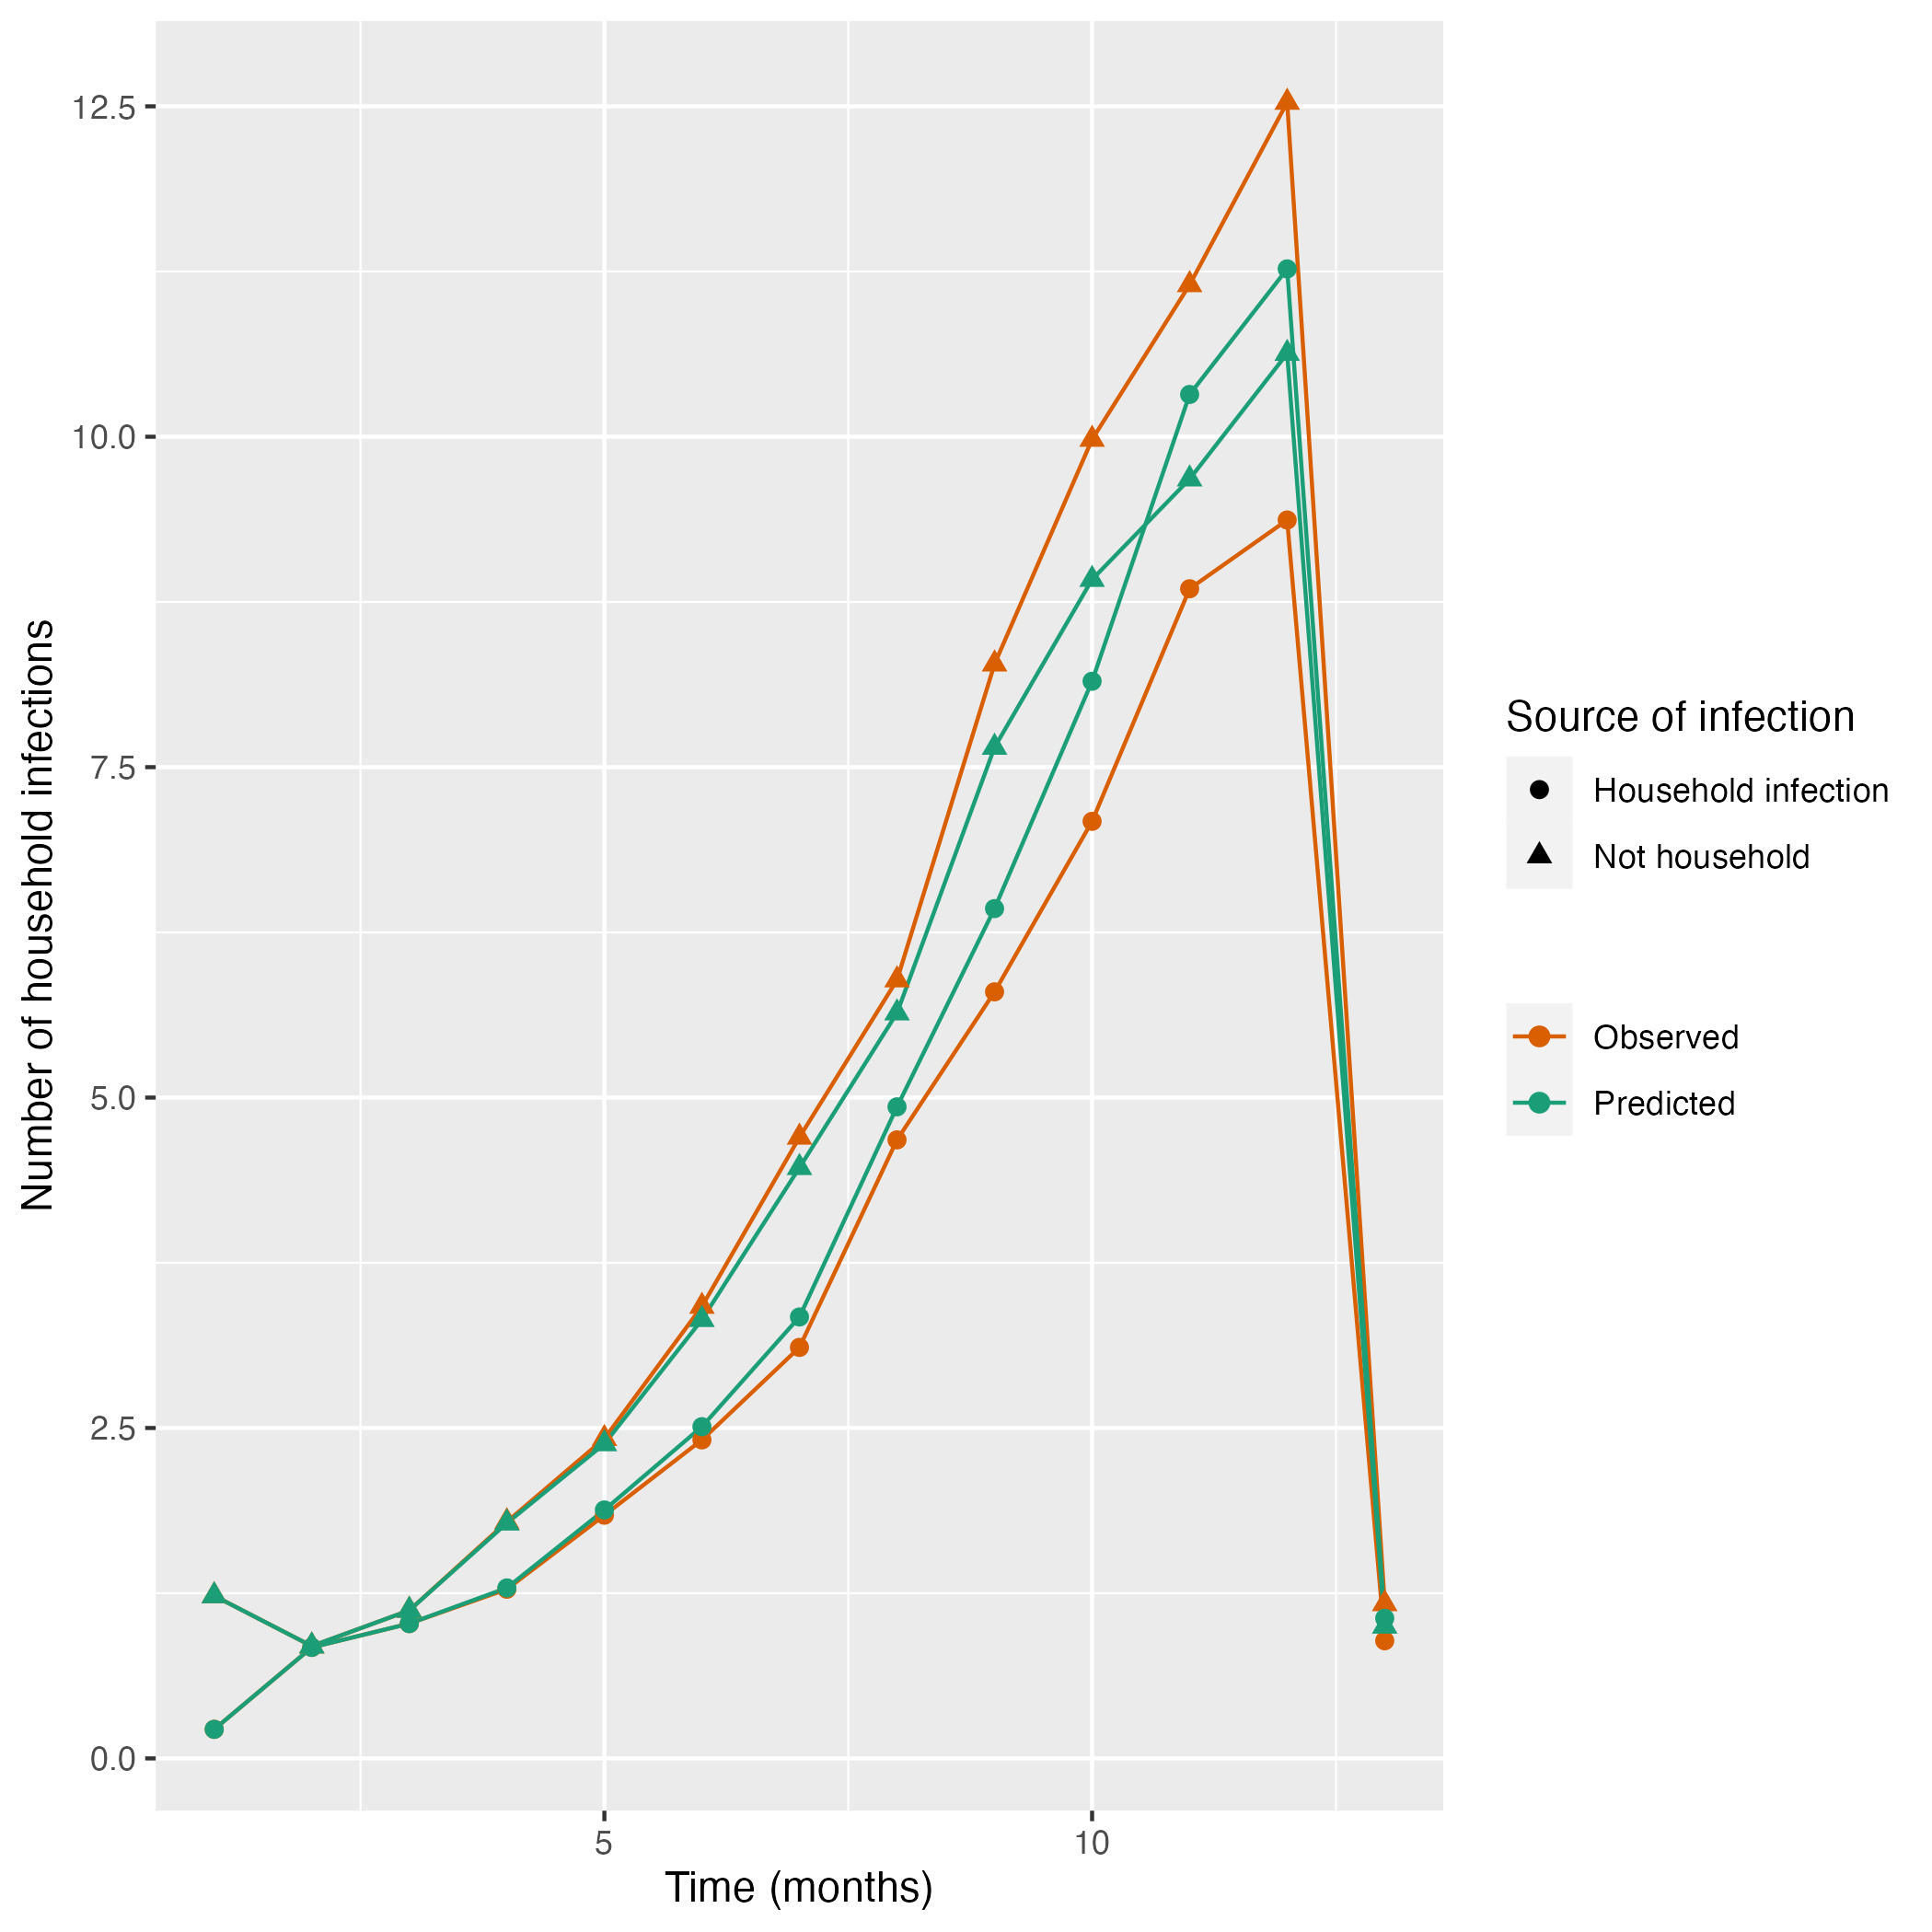 12.5
10.0
7.5
5.0
2.5
0.0
5
10
Time (months)
Number of household infections
Source of infection
Household infection
Not household
Observed
Predicted